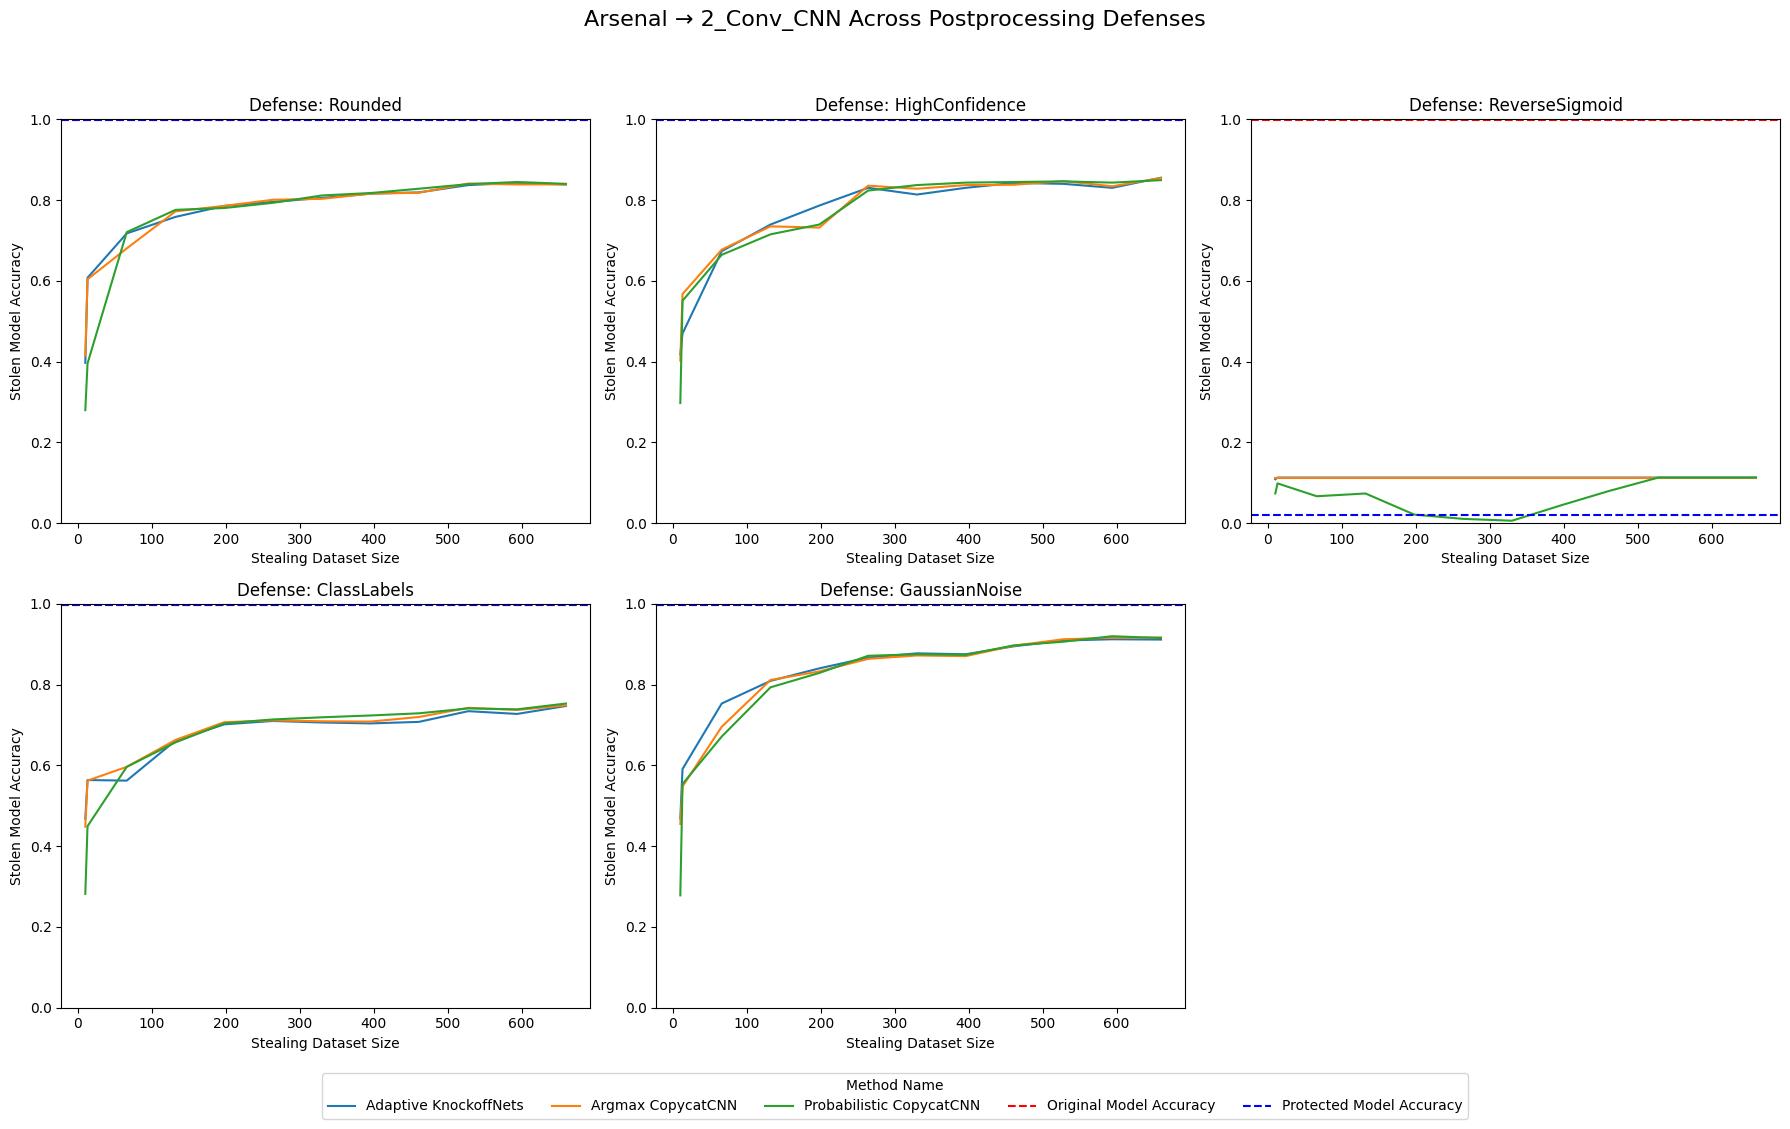 Arsenal → 2_Conv_CNN Across Postprocessing Defenses
Defense: Rounded
Stolen Model Accuracy
1.0
0.8
0.6
0.4
0.2
0.0
0 100 200 300 400 500 600
Stealing Dataset Size
Defense: HighConfidence
Stolen Model Accuracy
1.0
0.8
0.6
0.4
0.2
0.0
0 100 200 300 400 500 600
Stealing Dataset Size
Defense: ReverseSigmoid
Stolen Model Accuracy
1.0
0.8
0.6
0.4
0.2
0.0
0 100 200 300 400 500 600
Stealing Dataset Size
Defense: ClassLabels
Stolen Model Accuracy
1.0
0.8
0.6
0.4
0.2
0.0
0 100 200 300 400 500 600
Stealing Dataset Size
Defense: GaussianNoise
Stolen Model Accuracy
1.0
0.8
0.6
0.4
0.2
0.0
0 100 200 300 400 500 600
Stealing Dataset Size
Method Name
Adaptive KnockoffNets Argmax CopycatCNN Probabilistic CopycatCNN Original Model Accuracy Protected Model Accuracy